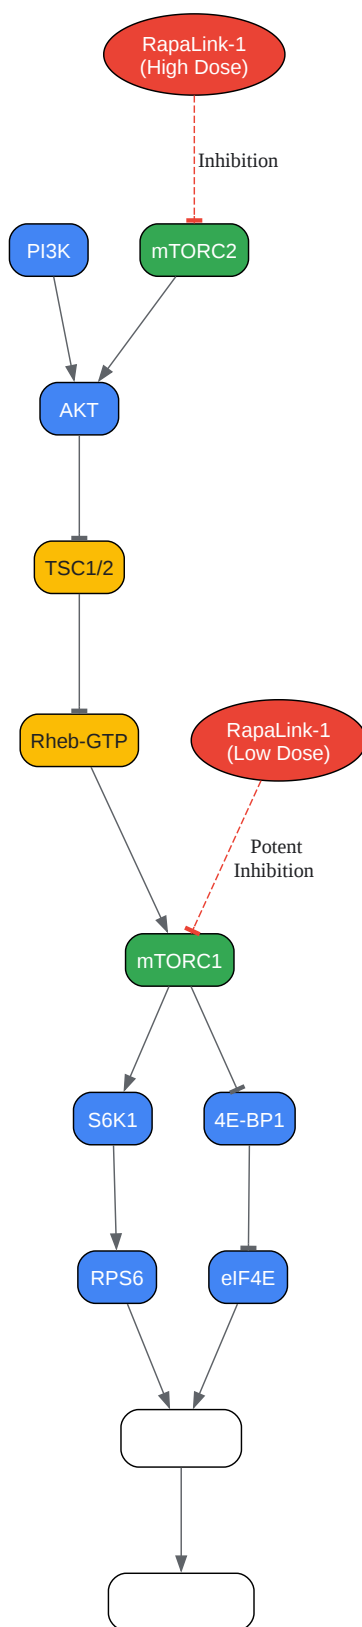 RapaLink-1
(High Dose)
Inhibition
PI3K
mTORC2
AKT
TSC1/2
Rheb-GTP
RapaLink-1
(Low Dose)
Potent
Inhibition
mTORC1
S6K1
4E-BP1
RPS6
eIF4E